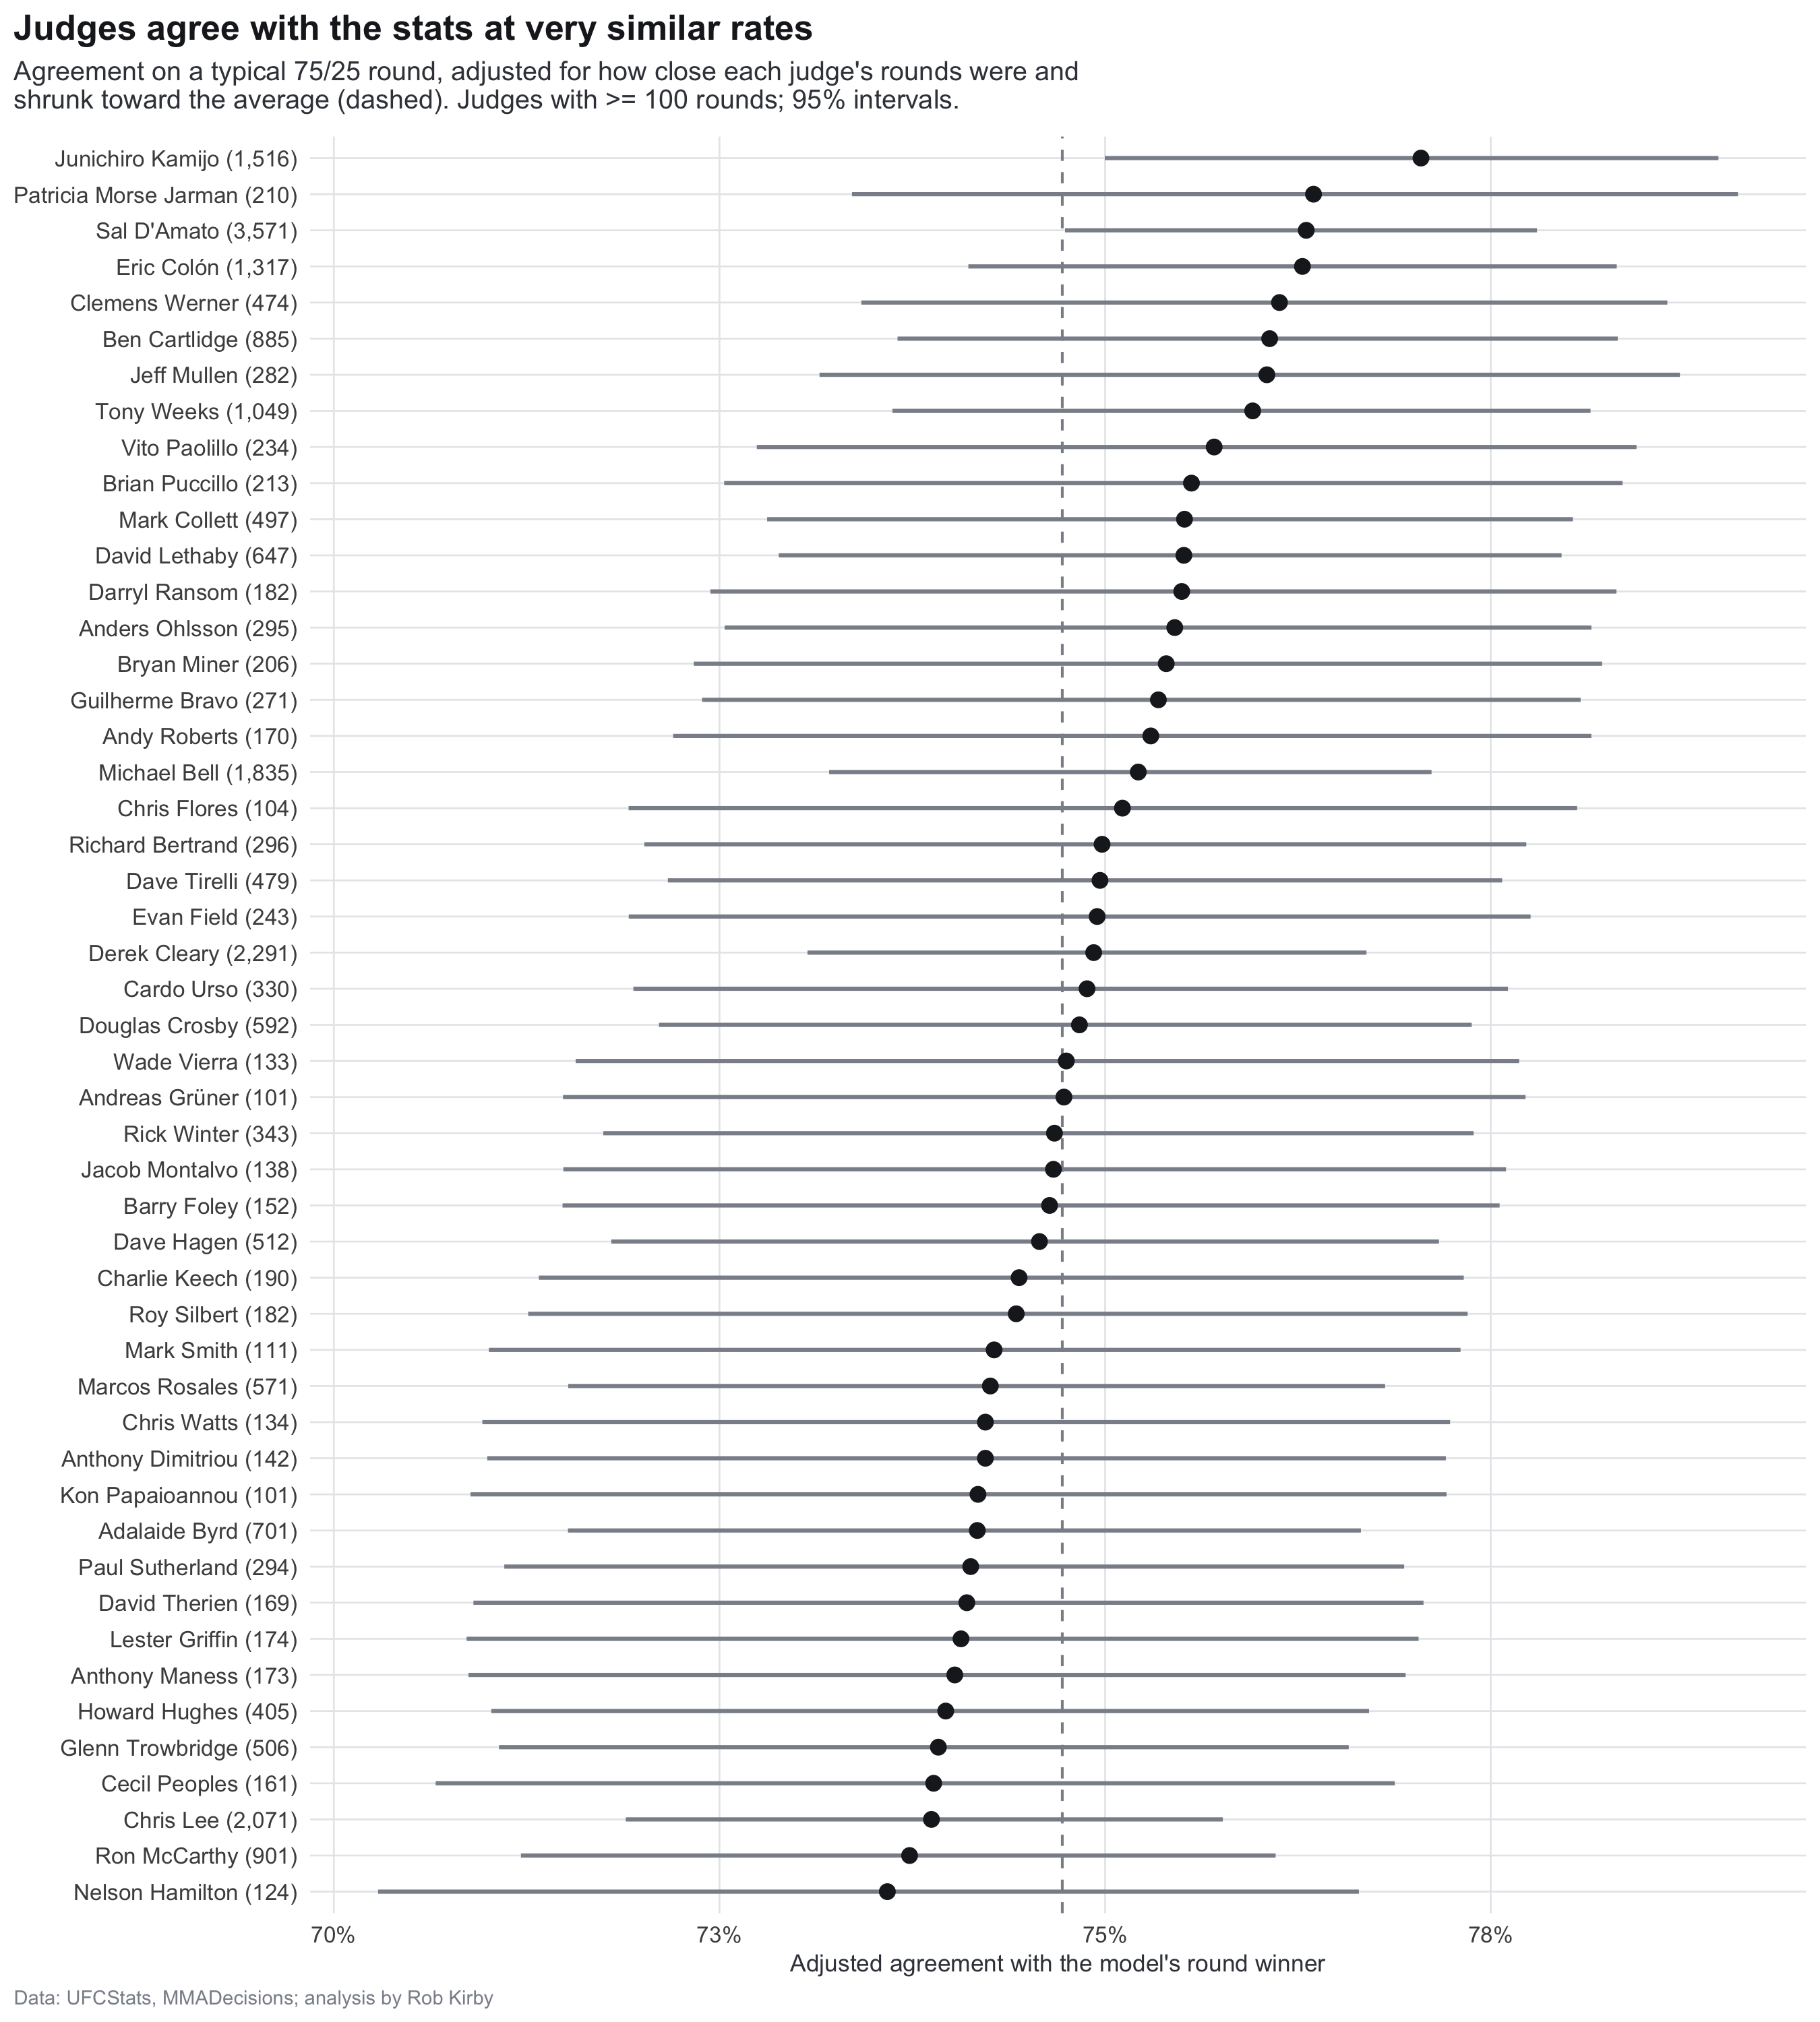 Judges agree with the stats at very similar rates
Agreement on a typical 75/25 round, adjusted for how close each judge's rounds were and
shrunk toward the average (dashed). Judges with >= 100 rounds; 95% intervals.
Junichiro Kamijo (1,516)
Patricia Morse Jarman (210)
Sal D'Amato (3,571)
Eric Colón (1,317)
Clemens Werner (474)
Ben Cartlidge (885)
Jeff Mullen (282)
Tony Weeks (1,049)
Vito Paolillo (234)
Brian Puccillo (213)
Mark Collett (497)
David Lethaby (647)
Darryl Ransom (182)
Anders Ohlsson (295)
Bryan Miner (206)
Guilherme Bravo (271)
Andy Roberts (170)
Michael Bell (1,835)
Chris Flores (104)
Richard Bertrand (296)
Dave Tirelli (479)
Evan Field (243)
Derek Cleary (2,291)
Cardo Urso (330)
Douglas Crosby (592)
Wade Vierra (133)
Andreas Grüner (101)
Rick Winter (343)
Jacob Montalvo (138)
Barry Foley (152)
Dave Hagen (512)
Charlie Keech (190)
Roy Silbert (182)
Mark Smith (111)
Marcos Rosales (571)
Chris Watts (134)
Anthony Dimitriou (142)
Kon Papaioannou (101)
Adalaide Byrd (701)
Paul Sutherland (294)
David Therien (169)
Lester Griffin (174)
Anthony Maness (173)
Howard Hughes (405)
Glenn Trowbridge (506)
Cecil Peoples (161)
Chris Lee (2,071)
Ron McCarthy (901)
Nelson Hamilton (124)
70% 73% 75% 78%
Adjusted agreement with the model's round winner
Data: UFCStats, MMADecisions; analysis by Rob Kirby